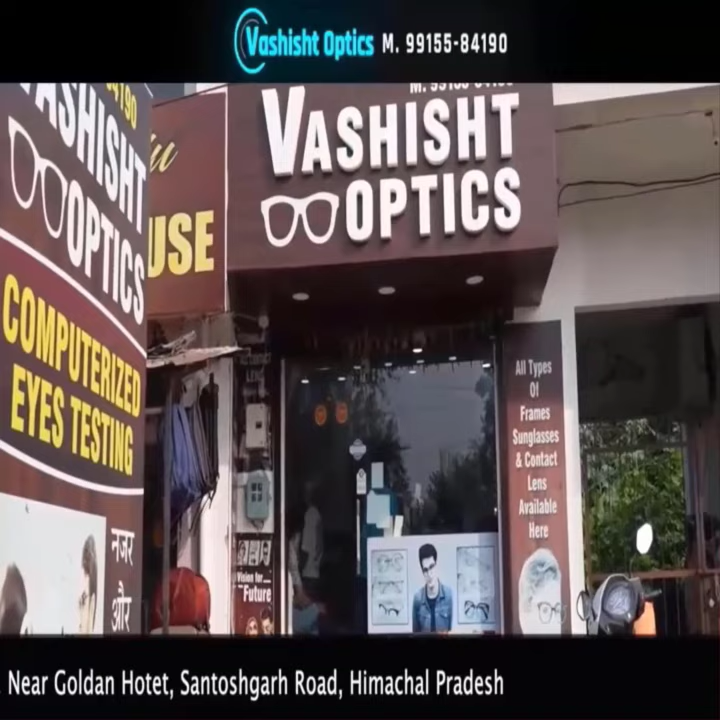 Vashisht Optics M. 99155-84190
4190
VASHISHT
OPTICS
COMPUTERIZED
EYES TESTING
नजर
और
USE
VASHISHT
OPTICS
All Types
Of
Frames
Sunglasses
& Contact
Lens
Available
Here
Vision for
Future
Near Goldan Hotet, Santoshgarh Road, Himachal Pradesh